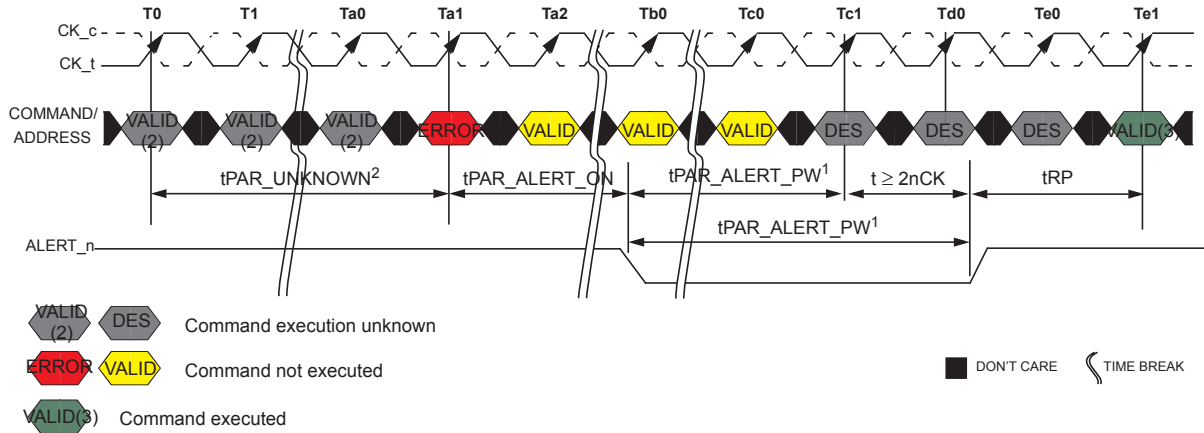 T0 T1 Ta0 Ta1 Ta2 Tb0 Tc0 Tc1 Td0 Te0 Te1
CK_c
CK_t
COMMAND/
ADDRESS
VALID (2) VALID (2) VALID (2) ERROR VALID VALID VALID DES DES DES VALID(3)
tPAR_UNKNOWN² tPAR_ALERT_ON tPAR_ALERT_PW¹ t ≥ 2nCK tRP
tPAR_ALERT_PW¹
ALERT_n
VALID (2) DES Command execution unknown
ERROR VALID Command not executed
DON'T CARE TIME BREAK
VALID(3) Command executed